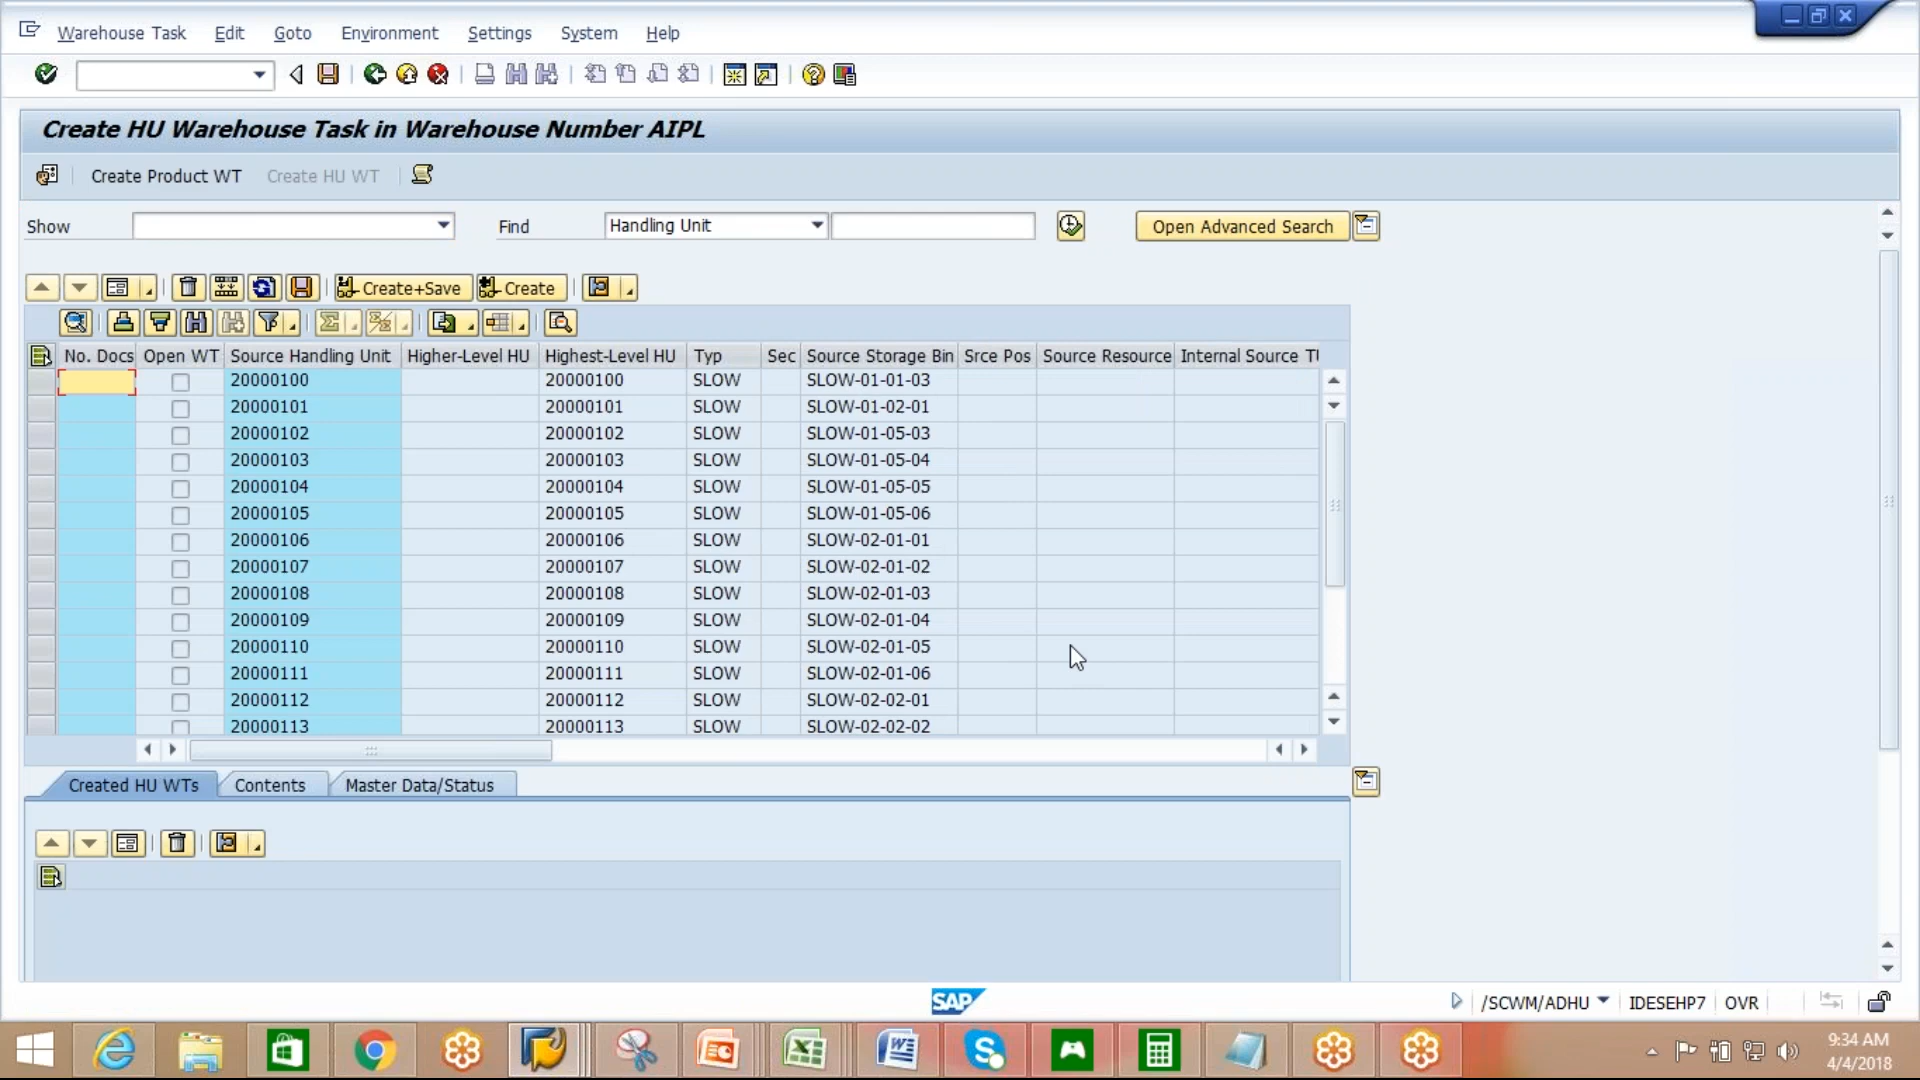 Warehouse Task Edit Goto Environment Settings System Help
Create HU Warehouse Task in Warehouse Number AIPL
Create Product WT Create HU WT
Show Find Handling Unit Open Advanced Search
Create+Save Create
No. Docs Open WT Source Handling Unit Higher-Level HU Highest-Level HU Typ Sec Source Storage Bin Srce Pos Source Resource Internal Source TU
20000100 20000100 SLOW SLOW-01-01-03
20000101 20000101 SLOW SLOW-01-02-01
20000102 20000102 SLOW SLOW-01-05-03
20000103 20000103 SLOW SLOW-01-05-04
20000104 20000104 SLOW SLOW-01-05-05
20000105 20000105 SLOW SLOW-01-05-06
20000106 20000106 SLOW SLOW-02-01-01
20000107 20000107 SLOW SLOW-02-01-02
20000108 20000108 SLOW SLOW-02-01-03
20000109 20000109 SLOW SLOW-02-01-04
20000110 20000110 SLOW SLOW-02-01-05
20000111 20000111 SLOW SLOW-02-01-06
20000112 20000112 SLOW SLOW-02-02-01
20000113 20000113 SLOW SLOW-02-02-02
Created HU WTs Contents Master Data/Status
SAP /SCWM/ADHU IDESEHP7 OVR
9:34 AM
4/4/2018